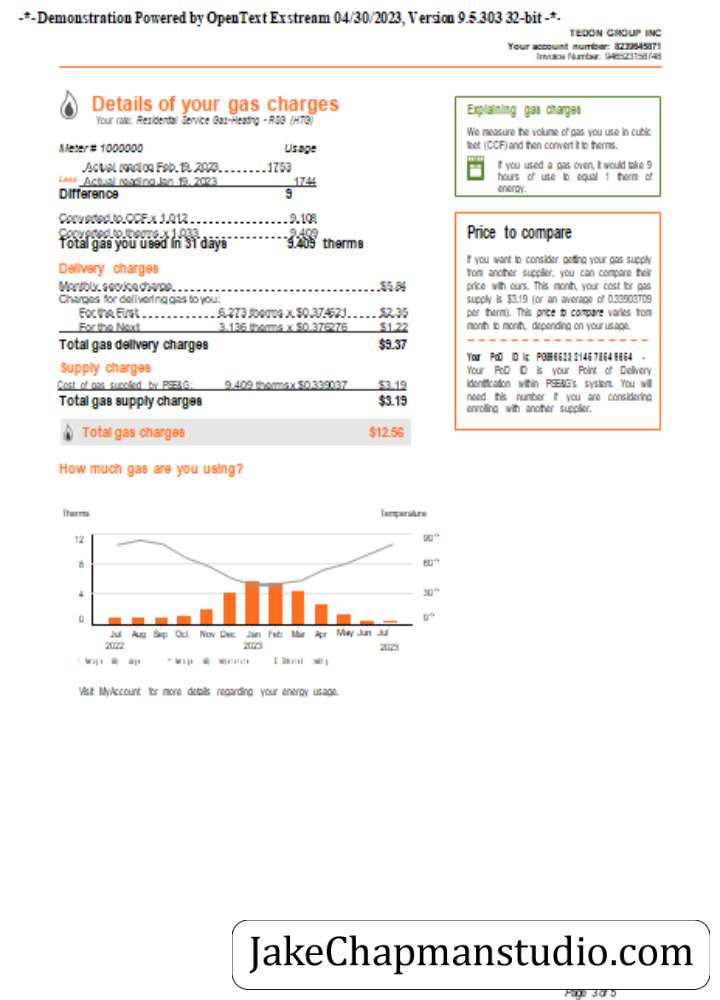 -*- Demonstration Powered by OpenText Exstream 04/30/2023, Version 9.5.303 32-bit -*-
TEDON GROUP INC
Your account number: 8239645871
Invoice Number: 946523158748
Details of your gas charges
Your rate: Residential Service Gas-Heating - RSG (HTG)
Meter # 1000000 Usage
Actual reading Feb 19, 2023 1753
Less Actual reading Jan 19, 2023 1744
Difference 9
Converted to CCF x 1.012 9.108
Converted to therms x 1.033 9.409
Total gas you used in 31 days 9.409 therms
Delivery charges
Monthly service charge $5.84
Charges for delivering gas to you:
For the First 6.273 therms x $0.374621 $2.35
For the Next 3.136 therms x $0.376276 $1.22
Total gas delivery charges $9.37
Supply charges
Cost of gas supplied by PSE&G: 9.409 therms x $0.339037 $3.19
Total gas supply charges $3.19
Total gas charges $12.56
How much gas are you using?
Therms Temperature
12 90°
8 60°
4 30°
0 0°
Jul Aug Sep Oct Nov Dec Jan Feb Mar Apr May Jun Jul
2022 2023 2023
Visit MyAccount for more details regarding your energy usage.
Explaining gas charges
We measure the volume of gas you use in cubic
feet (CCF) and then convert it to therms.
If you used a gas oven, it would take 9
hours of use to equal 1 therm of
energy.
Price to compare
If you want to consider getting your gas supply
from another supplier, you can compare their
price with ours. This month, your cost for gas
supply is $3.19 (or an average of 0.33903709
per therm). This price to compare varies from
month to month, depending on your usage.
Your PoD ID is: -
Your PoD ID is your Point of Delivery
identification within PSE&G's system. You will
need this number if you are considering
enrolling with another supplier.
JakeChapmanstudio.com
Page 3 of 5